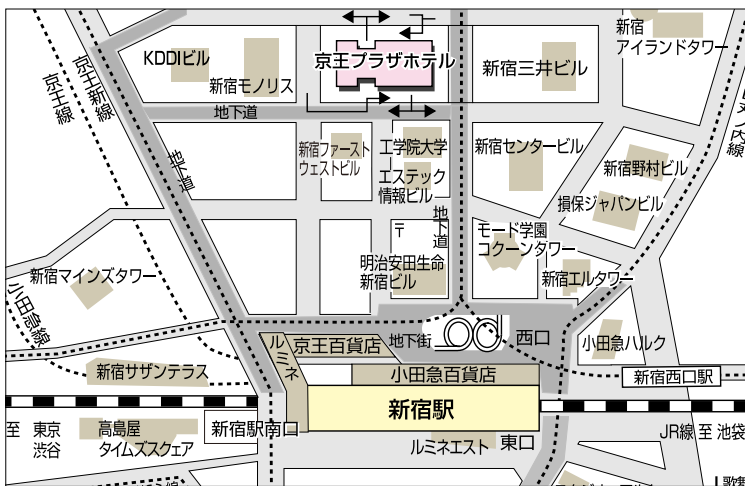 新宿
アイランドタワー
KDDIビル
京王プラザホテル
新宿モノリス
新宿三井ビル
京王新線
京王線
地下道
地下道
新宿ファースト
ウェストビル
工学院大学
エステック
情報ビル
新宿センタービル
新宿野村ビル
損保ジャパンビル
地下道
〒
モード学園
コクーンタワー
明治安田生命
新宿ビル
新宿エルタワー
新宿マインズタワー
小田急線
ルミネ
京王百貨店
地下街
西口
小田急ハルク
新宿サザンテラス
小田急百貨店
新宿西口駅
新宿駅
至 東京
渋谷
高島屋
タイムズスクェア
新宿駅南口
ルミネエスト
東口
JR線 至 池袋